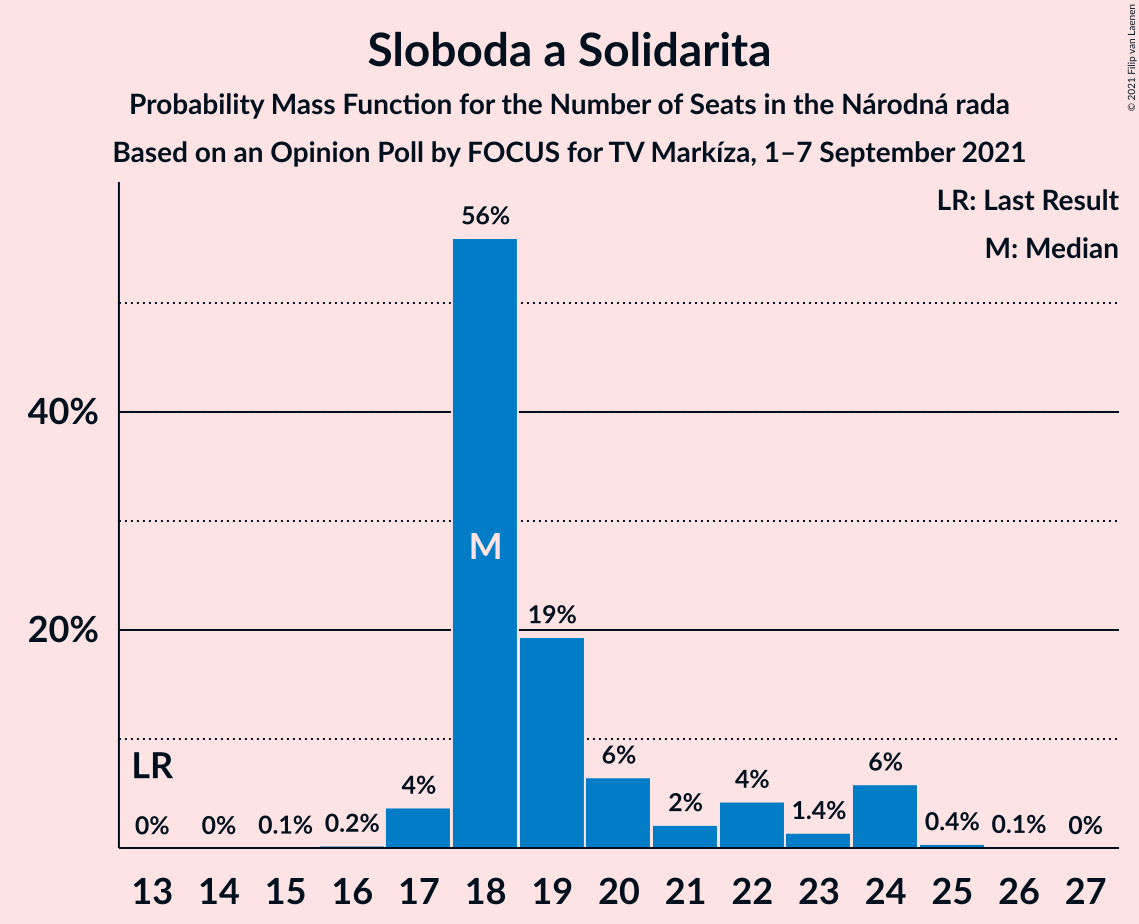 Sloboda a Solidarita
Probability Mass Function for the Number of Seats in the Národná rada
Based on an Opinion Poll by FOCUS for TV Markíza, 1–7 September 2021
© 2021 Filip van Laenen
LR: Last Result
M: Median
56%
40%
M
19%
20%
LR
0%
0%
0.1%
0.2%
4%
6%
2%
4%
1.4%
6%
0.4%
0.1%
0%
13 14 15 16 17 18 19 20 21 22 23 24 25 26 27